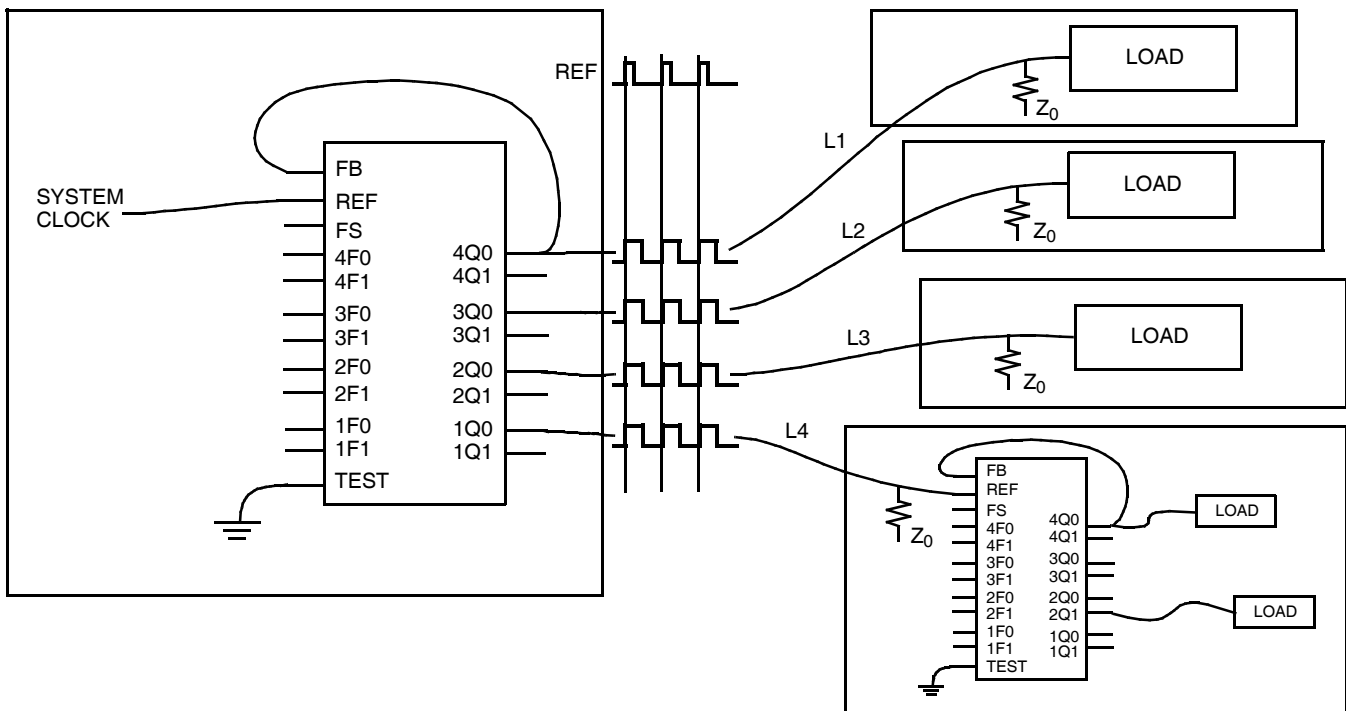 REF
SYSTEM
CLOCK
FB
REF
FS
4F0
4F1
3F0
3F1
2F0
2F1
1F0
1F1
TEST
4Q0
4Q1
3Q0
3Q1
2Q0
2Q1
1Q0
1Q1
L1
L2
L3
L4
LOAD
Z0
LOAD
Z0
LOAD
Z0
Z0
FB
REF
FS
4F0
4F1
3F0
3F1
2F0
2F1
1F0
1F1
TEST
4Q0
4Q1
3Q0
3Q1
2Q0
2Q1
1Q0
1Q1
LOAD
LOAD